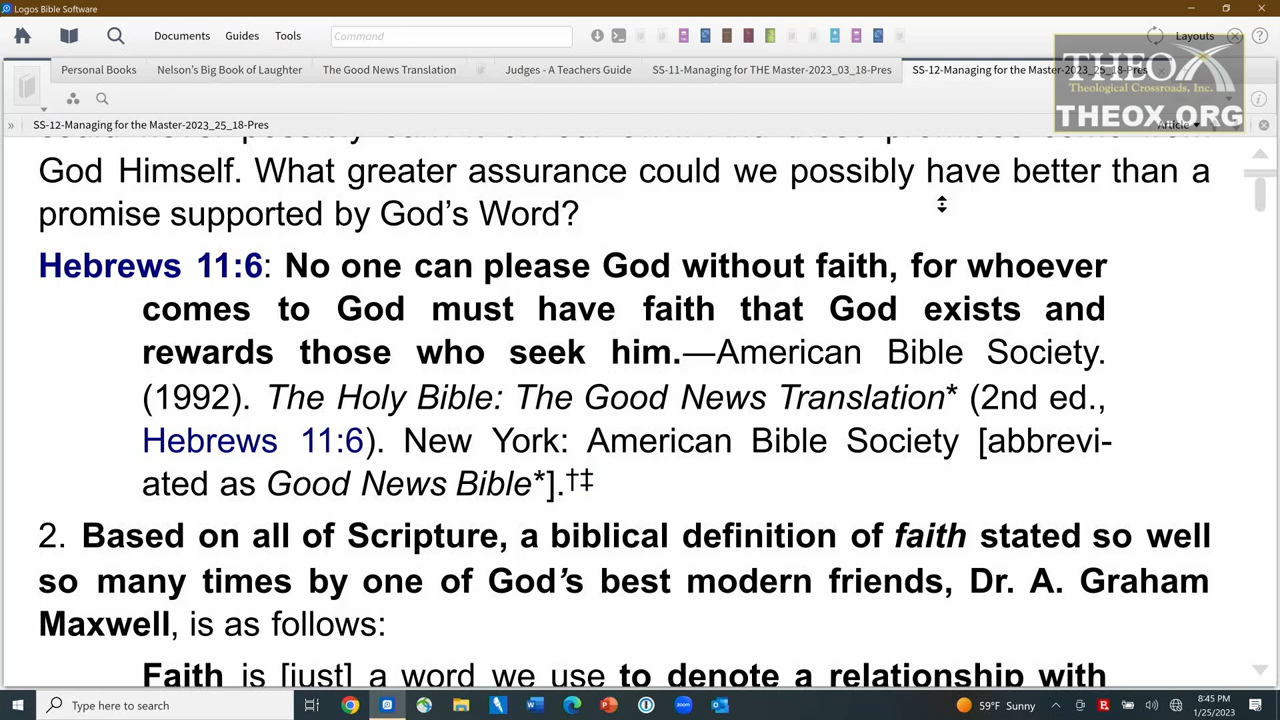 Logos Bible Software
Documents Guides Tools Command Layouts
THEOX
Theological Crossroads, Inc.
THEOX.ORG
Personal Books Nelson's Big Book of Laughter Judges - A Teachers Guide SS-11-Managing for THE Master2023_03_18-pres SS-12-Managing for the Master-2023_25_18-Pres
SS-12-Managing for the Master-2023_25_18-Pres
God Himself. What greater assurance could we possibly have better than a
promise supported by God's Word?
Hebrews 11:6: No one can please God without faith, for whoever
comes to God must have faith that God exists and
rewards those who seek him.—American Bible Society.
(1992). The Holy Bible: The Good News Translation* (2nd ed.,
Hebrews 11:6). New York: American Bible Society [abbrevi-
ated as Good News Bible*].†‡
2. Based on all of Scripture, a biblical definition of faith stated so well
so many times by one of God's best modern friends, Dr. A. Graham
Maxwell, is as follows:
Faith is [just] a word we use to denote a relationship with
Type here to search
59°F Sunny
8:45 PM
1/25/2023